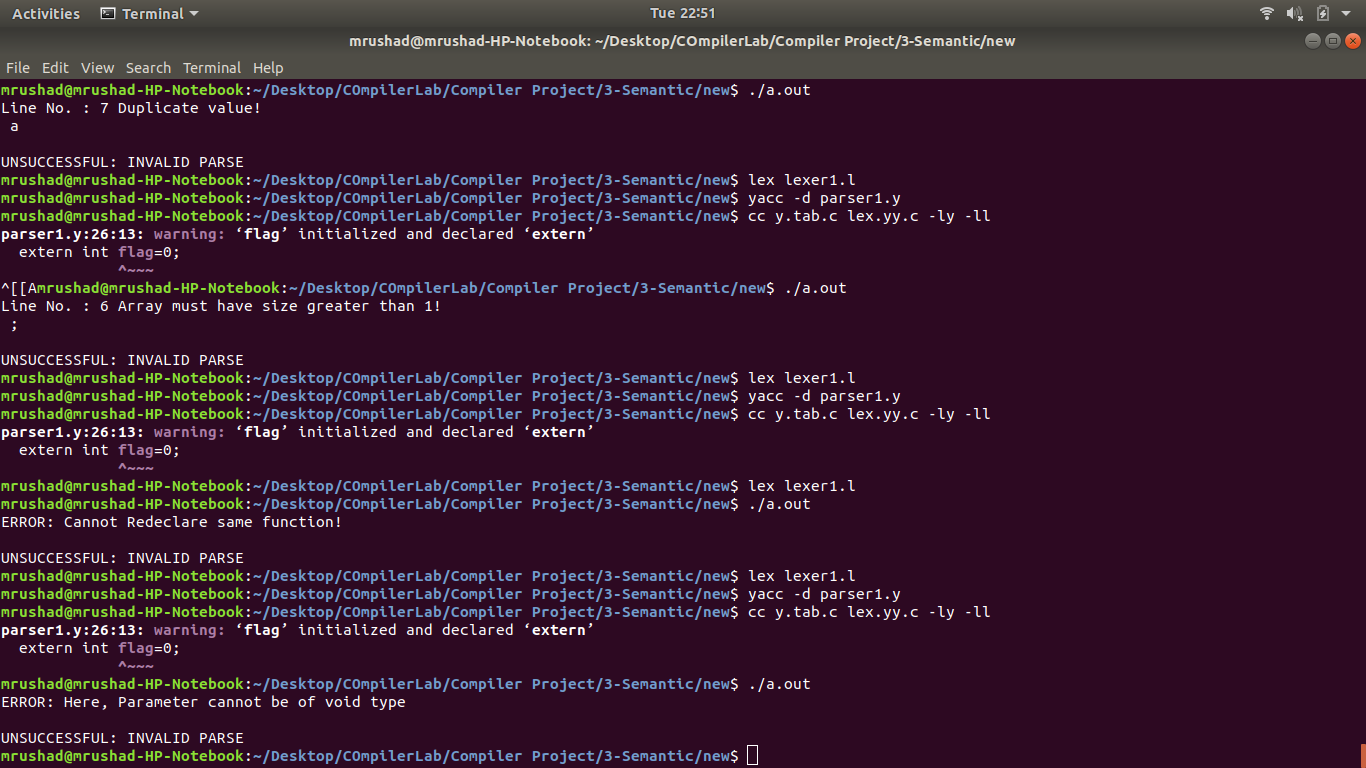 Activities Terminal Tue 22:51
mrushad@mrushad-HP-Notebook: ~/Desktop/COmpilerLab/Compiler Project/3-Semantic/new
File Edit View Search Terminal Help
mrushad@mrushad-HP-Notebook:~/Desktop/COmpilerLab/Compiler Project/3-Semantic/new$ ./a.out
Line No. : 7 Duplicate value!
 a
UNSUCCESSFUL: INVALID PARSE
mrushad@mrushad-HP-Notebook:~/Desktop/COmpilerLab/Compiler Project/3-Semantic/new$ lex lexer1.l
mrushad@mrushad-HP-Notebook:~/Desktop/COmpilerLab/Compiler Project/3-Semantic/new$ yacc -d parser1.y
mrushad@mrushad-HP-Notebook:~/Desktop/COmpilerLab/Compiler Project/3-Semantic/new$ cc y.tab.c lex.yy.c -ly -ll
parser1.y:26:13: warning: ‘flag’ initialized and declared ‘extern’
  extern int flag=0;
             ^~~~
^[[Amrushad@mrushad-HP-Notebook:~/Desktop/COmpilerLab/Compiler Project/3-Semantic/new$ ./a.out
Line No. : 6 Array must have size greater than 1!
 ;
UNSUCCESSFUL: INVALID PARSE
mrushad@mrushad-HP-Notebook:~/Desktop/COmpilerLab/Compiler Project/3-Semantic/new$ lex lexer1.l
mrushad@mrushad-HP-Notebook:~/Desktop/COmpilerLab/Compiler Project/3-Semantic/new$ yacc -d parser1.y
mrushad@mrushad-HP-Notebook:~/Desktop/COmpilerLab/Compiler Project/3-Semantic/new$ cc y.tab.c lex.yy.c -ly -ll
parser1.y:26:13: warning: ‘flag’ initialized and declared ‘extern’
  extern int flag=0;
             ^~~~
mrushad@mrushad-HP-Notebook:~/Desktop/COmpilerLab/Compiler Project/3-Semantic/new$ lex lexer1.l
mrushad@mrushad-HP-Notebook:~/Desktop/COmpilerLab/Compiler Project/3-Semantic/new$ ./a.out
ERROR: Cannot Redeclare same function!
UNSUCCESSFUL: INVALID PARSE
mrushad@mrushad-HP-Notebook:~/Desktop/COmpilerLab/Compiler Project/3-Semantic/new$ lex lexer1.l
mrushad@mrushad-HP-Notebook:~/Desktop/COmpilerLab/Compiler Project/3-Semantic/new$ yacc -d parser1.y
mrushad@mrushad-HP-Notebook:~/Desktop/COmpilerLab/Compiler Project/3-Semantic/new$ cc y.tab.c lex.yy.c -ly -ll
parser1.y:26:13: warning: ‘flag’ initialized and declared ‘extern’
  extern int flag=0;
             ^~~~
mrushad@mrushad-HP-Notebook:~/Desktop/COmpilerLab/Compiler Project/3-Semantic/new$ ./a.out
ERROR: Here, Parameter cannot be of void type
UNSUCCESSFUL: INVALID PARSE
mrushad@mrushad-HP-Notebook:~/Desktop/COmpilerLab/Compiler Project/3-Semantic/new$